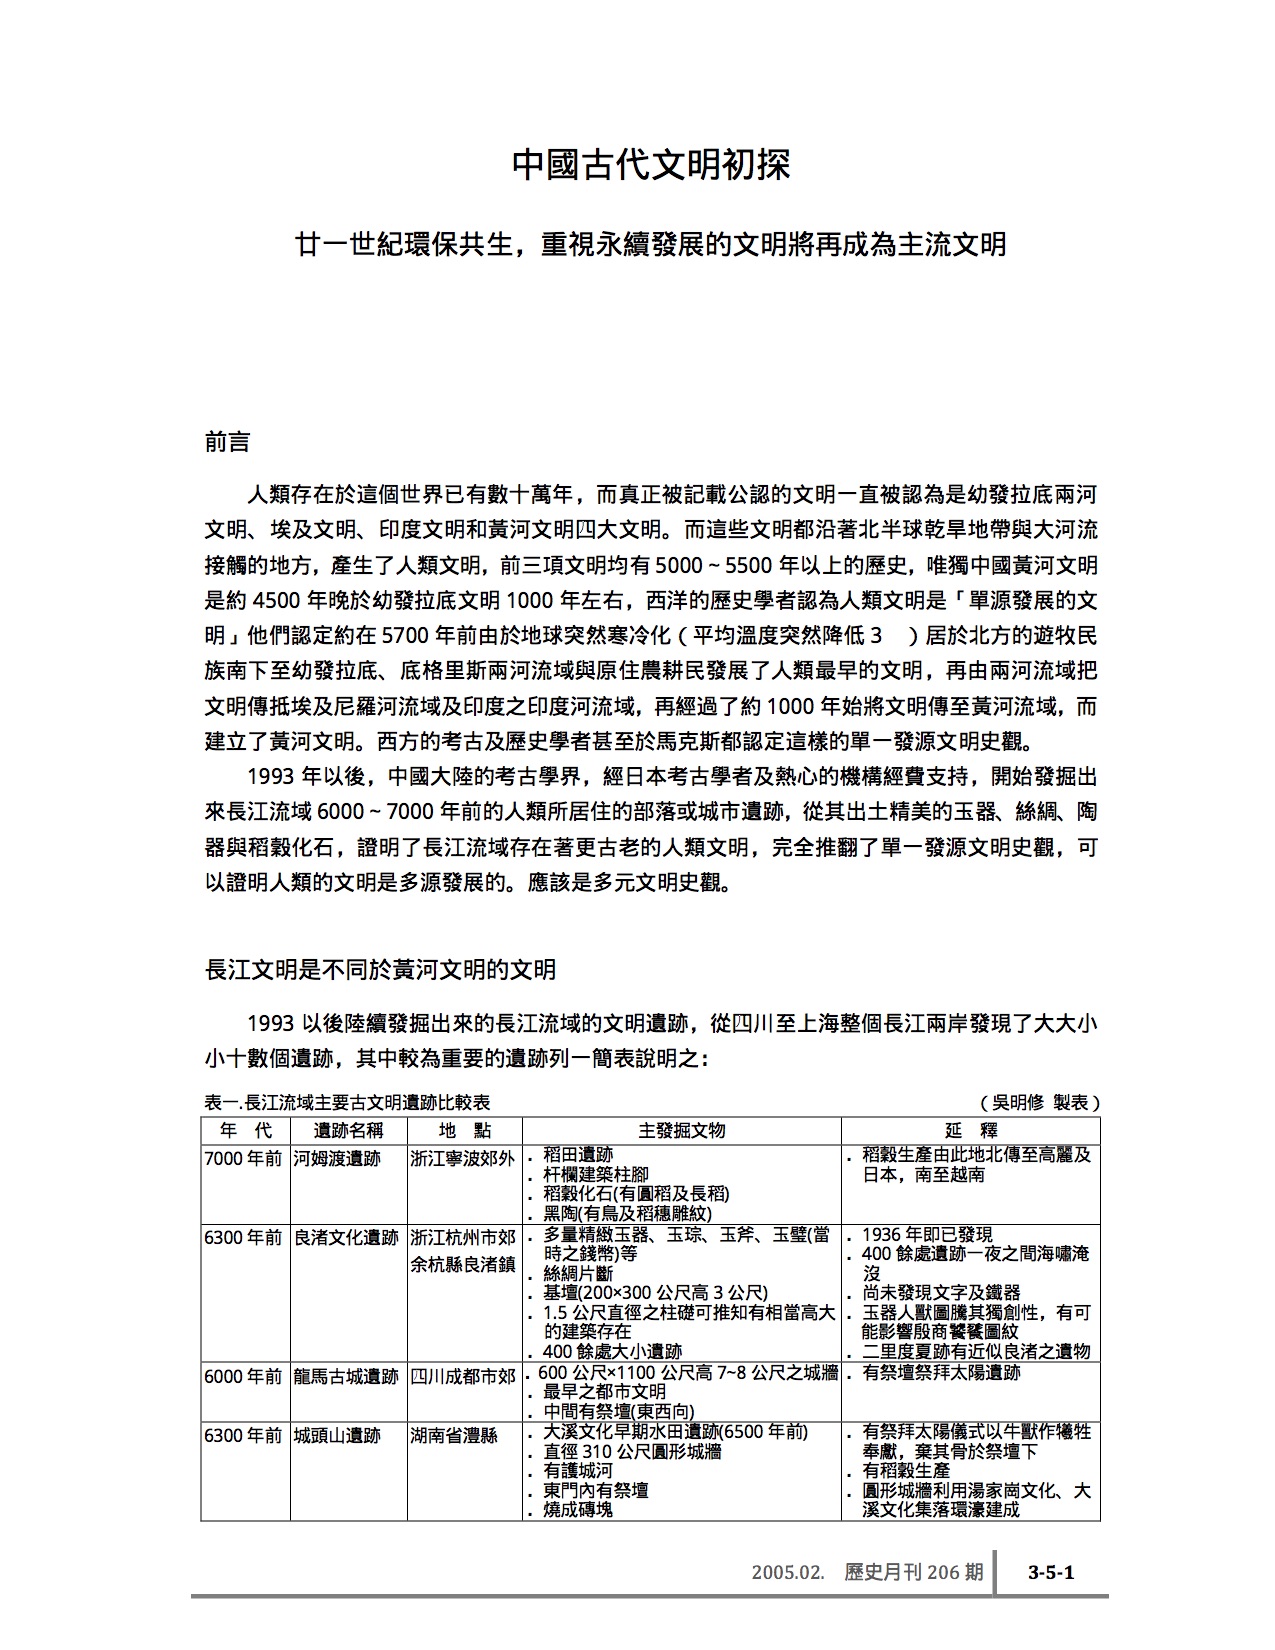 中國古代文明初探
廿一世紀環保共生，重視永續發展的文明將再成為主流文明
前言
人類存在於這個世界已有數十萬年，而真正被記載公認的文明一直被認為是幼發拉底兩河
文明、埃及文明、印度文明和黃河文明四大文明。而這些文明都沿著北半球乾旱地帶與大河流
接觸的地方，產生了人類文明，前三項文明均有 5000～5500 年以上的歷史，唯獨中國黃河文明
是約 4500 年晚於幼發拉底文明 1000 年左右，西洋的歷史學者認為人類文明是「單源發展的文
明」他們認定約在 5700 年前由於地球突然寒冷化（平均溫度突然降低 3　）居於北方的遊牧民
族南下至幼發拉底、底格里斯兩河流域與原住農耕民發展了人類最早的文明，再由兩河流域把
文明傳抵埃及尼羅河流域及印度之印度河流域，再經過了約 1000 年始將文明傳至黃河流域，而
建立了黃河文明。西方的考古及歷史學者甚至於馬克斯都認定這樣的單一發源文明史觀。
1993 年以後，中國大陸的考古學界，經日本考古學者及熱心的機構經費支持，開始發掘出
來長江流域 6000～7000 年前的人類所居住的部落或城市遺跡，從其出土精美的玉器、絲綢、陶
器與稻穀化石，證明了長江流域存在著更古老的人類文明，完全推翻了單一發源文明史觀，可
以證明人類的文明是多源發展的。應該是多元文明史觀。
長江文明是不同於黃河文明的文明
1993 以後陸續發掘出來的長江流域的文明遺跡，從四川至上海整個長江兩岸發現了大大小
小十數個遺跡，其中較為重要的遺跡列一簡表說明之：
表一.長江流域主要古文明遺跡比較表 （吳明修 製表）
年 代 遺跡名稱 地 點 主發掘文物 延 釋
7000 年前 河姆渡遺跡 浙江寧波郊外
．稻田遺跡
．杆欄建築柱腳
．稻穀化石(有圓稻及長稻)
．黑陶(有鳥及稻穗雕紋)
．稻穀生產由此地北傳至高麗及
日本，南至越南
6300 年前 良渚文化遺跡 浙江杭州市郊
余杭縣良渚鎮
．多量精緻玉器、玉琮、玉斧、玉璧(當
時之錢幣)等
．絲綢片斷
．基壇(200×300 公尺高 3 公尺)
．1.5 公尺直徑之柱礎可推知有相當高大
的建築存在
．400 餘處大小遺跡
．1936 年即已發現
．400 餘處遺跡一夜之間海嘯淹
沒
．尚未發現文字及鐵器
．玉器人獸圖騰其獨創性，有可
能影響殷商饕餮圖紋
．二里度夏跡有近似良渚之遺物
6000 年前 龍馬古城遺跡 四川成都市郊
．600 公尺×1100 公尺高 7~8 公尺之城牆
．最早之都市文明
．中間有祭壇(東西向)
．有祭壇祭拜太陽遺跡
6300 年前 城頭山遺跡 湖南省澧縣
．大溪文化早期水田遺跡(6500 年前)
．直徑 310 公尺圓形城牆
．有護城河
．東門內有祭壇
．燒成磚塊
．有祭拜太陽儀式以牛獸作犧牲
奉獻，棄其骨於祭壇下
．有稻穀生產
．圓形城牆利用湯家崗文化、大
溪文化集落環濠建成
2005.02.　歷史月刊 206 期 3-5-1